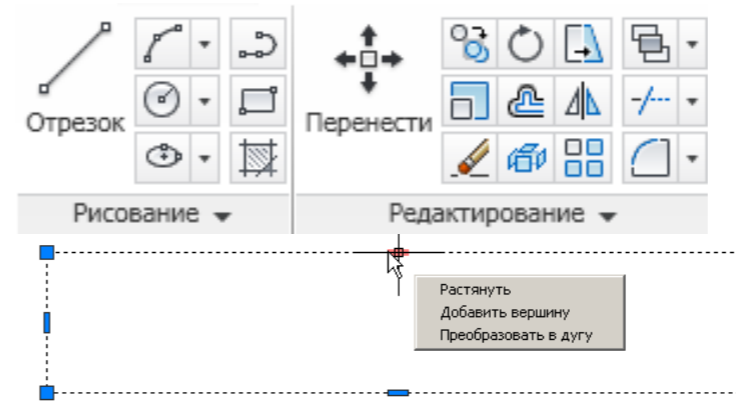 Отрезок
Перенести
Рисование
Редактирование
Растянуть
Добавить вершину
Преобразовать в дугу